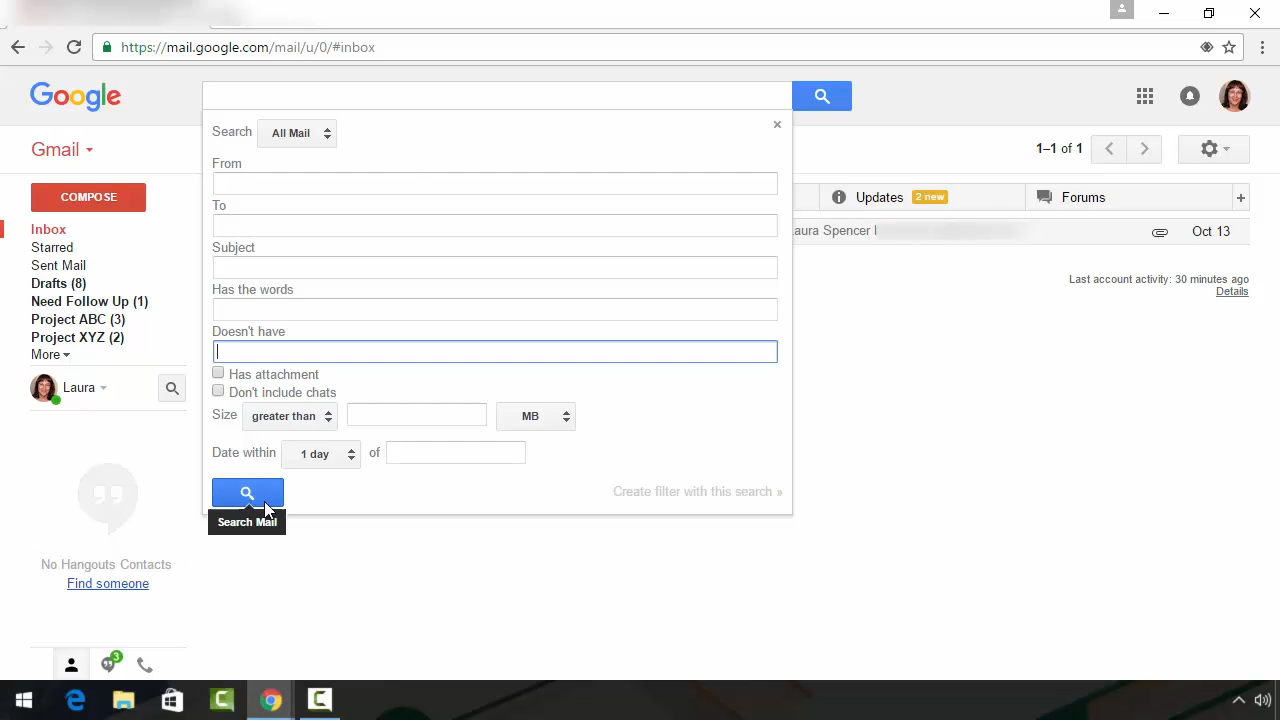 https://mail.google.com/mail/u/0/#inbox
Google
Search All Mail
From
To
Subject
Has the words
Doesn't have
Has attachment
Don't include chats
Size greater than MB
Date within 1 day of
Create filter with this search »
Search Mail
Gmail
COMPOSE
Inbox
Starred
Sent Mail
Drafts (8)
Need Follow Up (1)
Project ABC (3)
Project XYZ (2)
More
Laura
No Hangouts Contacts
Find someone
3
1–1 of 1
Updates 2 new Forums +
Laura Spencer Oct 13
Last account activity: 30 minutes ago
Details